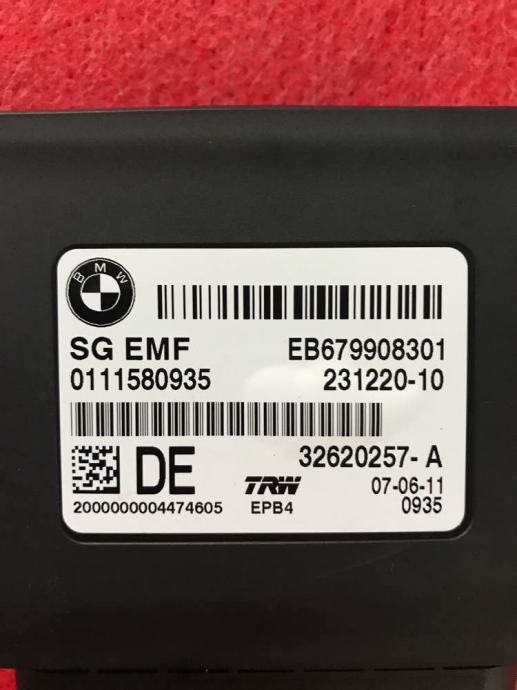 BMW
SG EMF EB679908301
0111580935 231220-10
32620257-A
DE TRW 07-06-11
2000000004474605 EPB4 0935